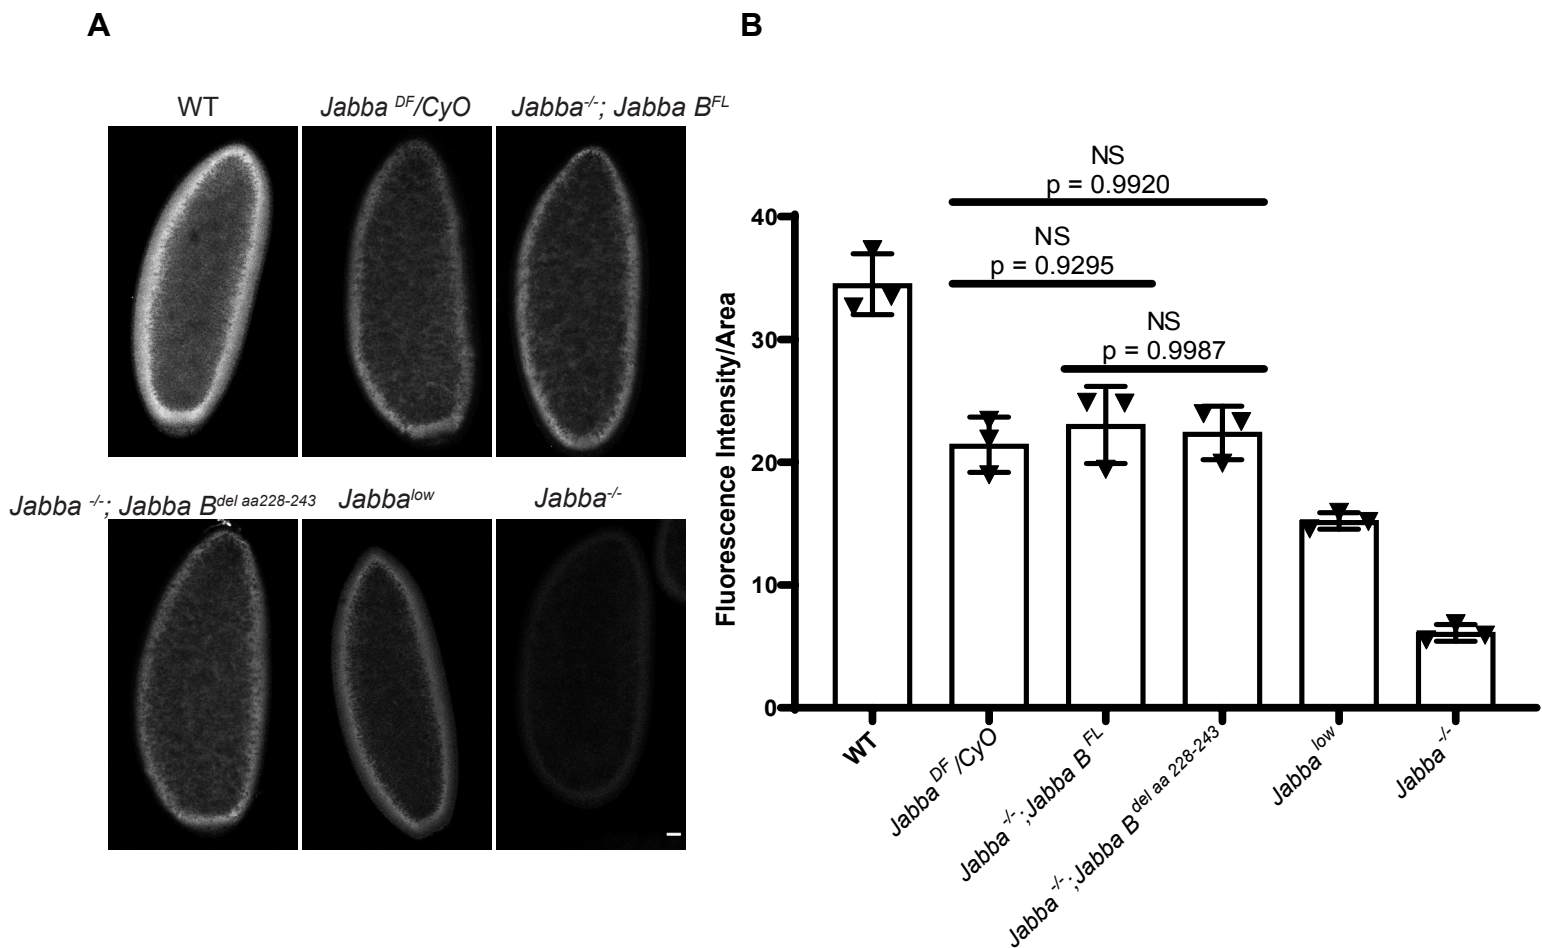 A
B
WT
Jabba DF/CyO
Jabba-/-; Jabba BFL
Jabba -/-; Jabba Bdel aa228-243
Jabbalow
Jabba-/-
NS
p = 0.9920
NS
p = 0.9295
NS
p = 0.9987
Fluorescence Intensity/Area
40
30
20
10
0
WT
Jabba DF /CyO
Jabba -/- ;Jabba B FL
Jabba -/- ;Jabba B del aa 228-243
Jabba low
Jabba -/-